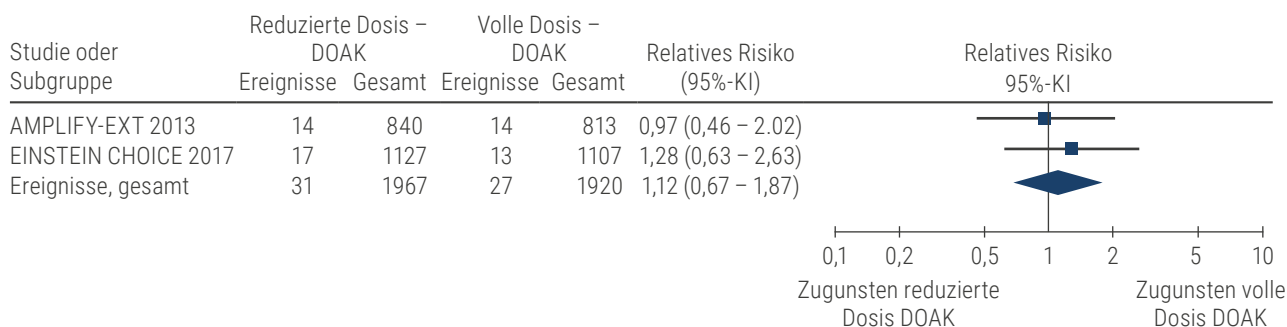 Reduzierte Dosis – Volle Dosis –
Studie oder DOAK DOAK Relatives Risiko Relatives Risiko
Subgruppe Ereignisse Gesamt Ereignisse Gesamt (95%-KI) 95%-KI
AMPLIFY-EXT 2013 14 840 14 813 0,97 (0,46 – 2.02)
EINSTEIN CHOICE 2017 17 1127 13 1107 1,28 (0,63 – 2,63)
Ereignisse, gesamt 31 1967 27 1920 1,12 (0,67 – 1,87)
0,1 0,2 0,5 1 2 5 10
Zugunsten reduzierte Zugunsten volle
Dosis DOAK Dosis DOAK